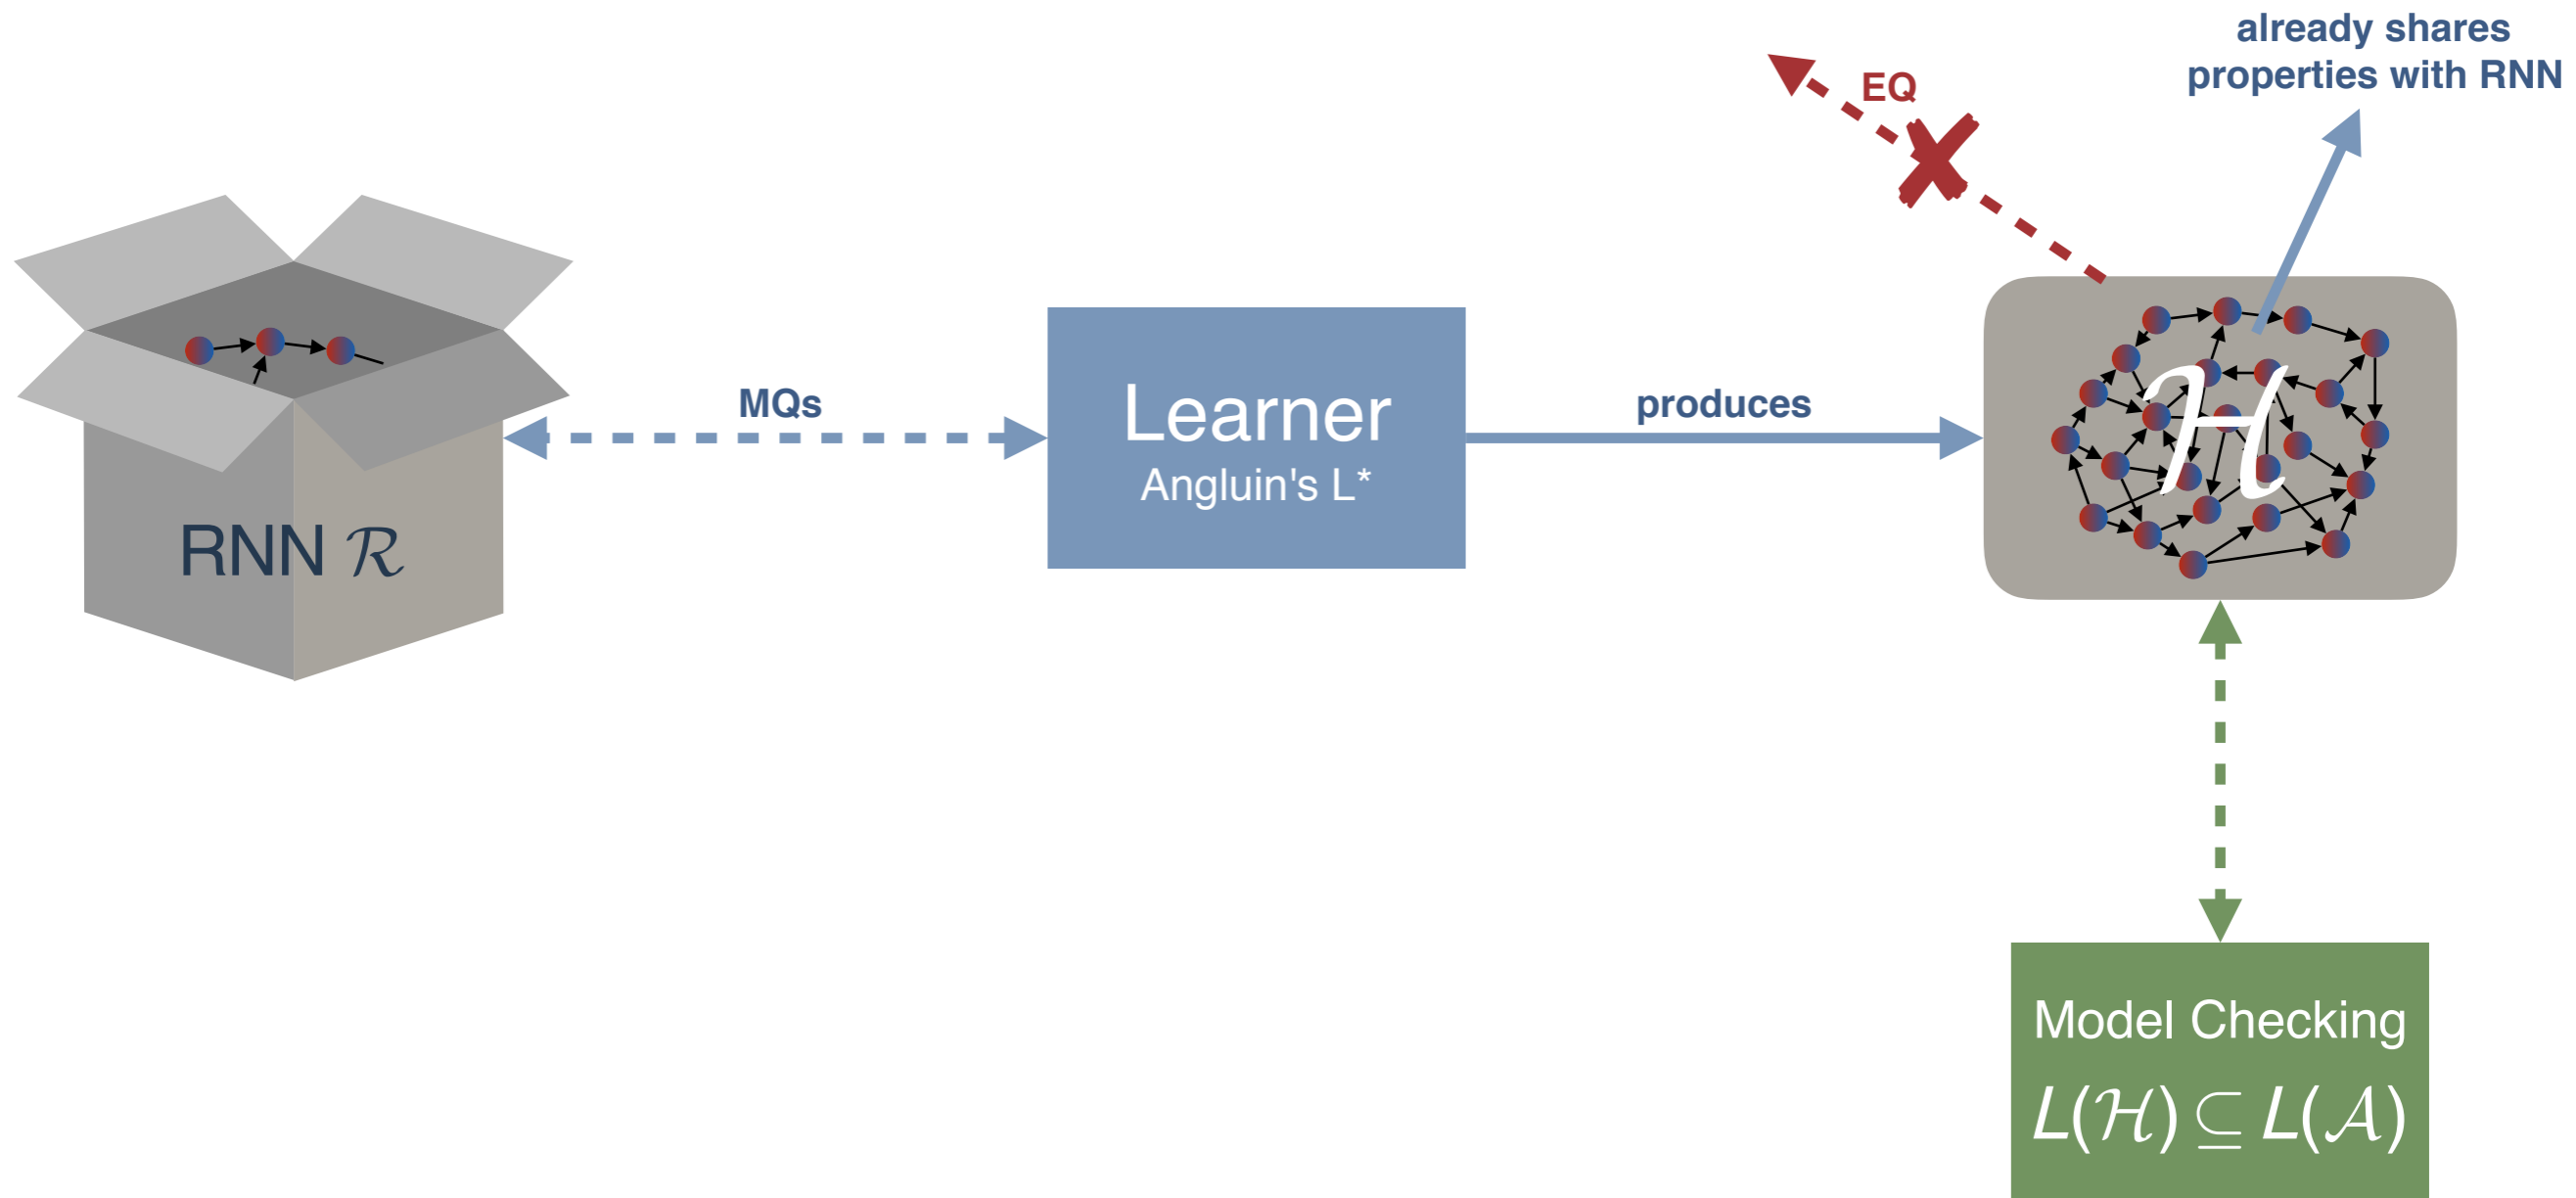 already shares
properties with RNN
EQ
MQs
Learner
Angluin's L*
produces
ℋ
RNN ℛ
Model Checking
L(ℋ) ⊆ L(𝒜)